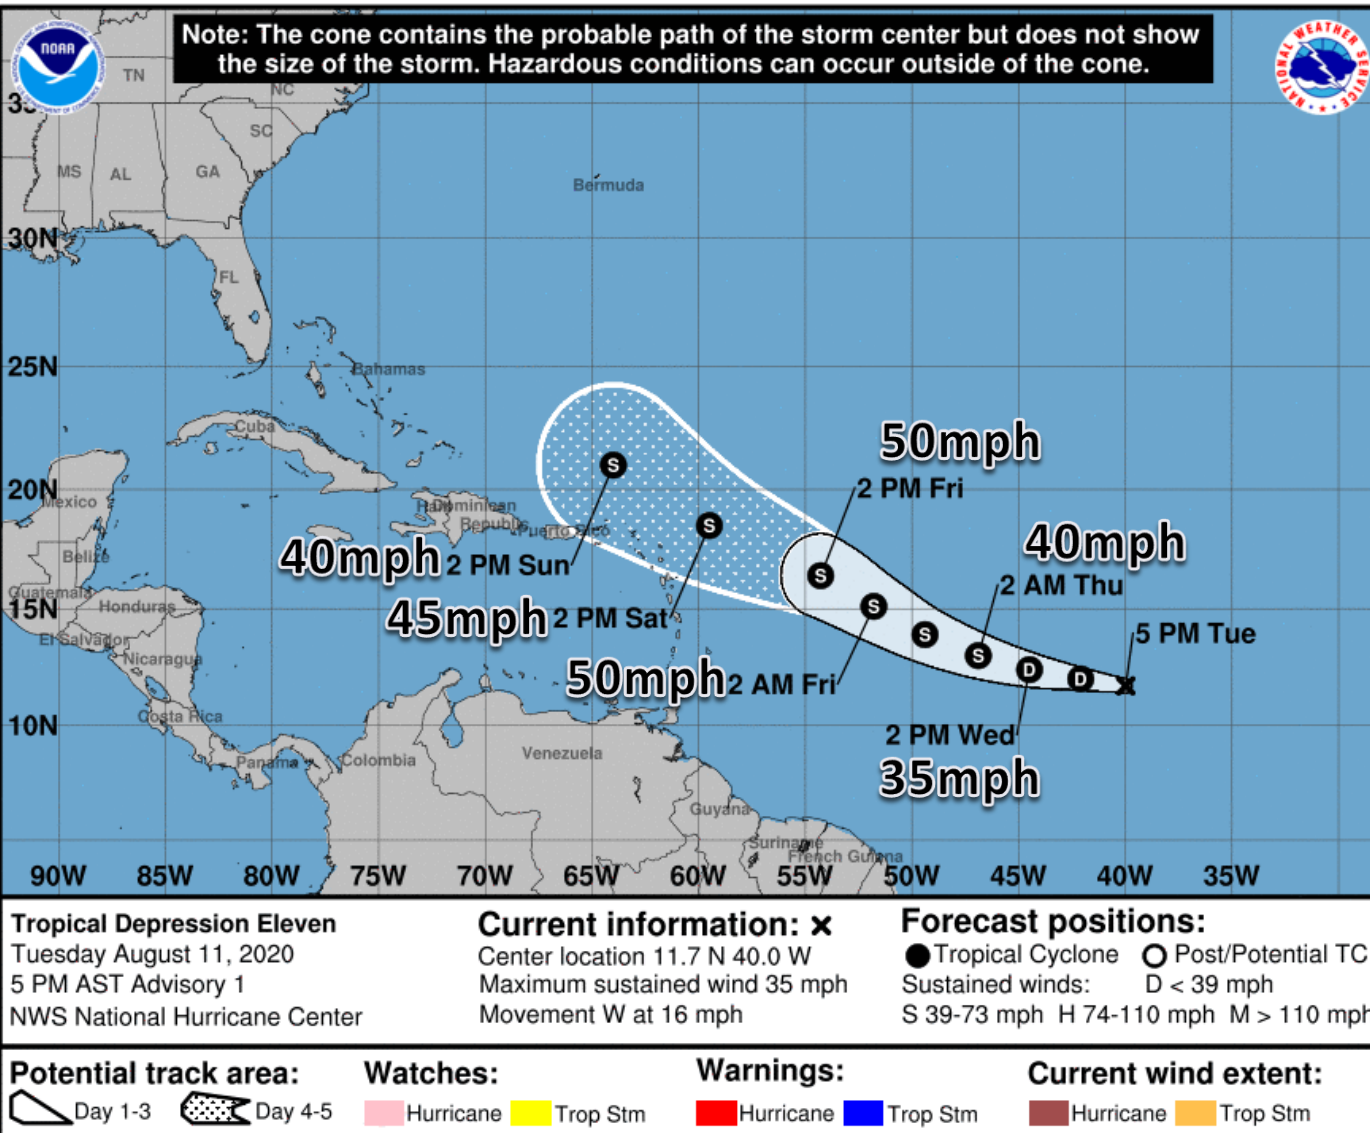 Note: The cone contains the probable path of the storm center but does not show
the size of the storm. Hazardous conditions can occur outside of the cone.
NOAA
NATIONAL WEATHER SERVICE
TN
NC
SC
MS
AL
GA
FL
Bermuda
30N
25N
20N
15N
10N
Bahamas
Cuba
Mexico
Belize
Guatemala
Honduras
El Salvador
Nicaragua
Costa Rica
Panama
Colombia
Venezuela
Guyana
Suriname
French Guiana
Haiti
Dominican
Republic
Puerto Rico
S
S
S
S
S
S
D
D
50mph
2 PM Fri
40mph
2 AM Thu
5 PM Tue
40mph
2 PM Sun
45mph
2 PM Sat
50mph
2 AM Fri
2 PM Wed
35mph
90W 85W 80W 75W 70W 65W 60W 55W 50W 45W 40W 35W
Tropical Depression Eleven
Tuesday August 11, 2020
5 PM AST Advisory 1
NWS National Hurricane Center
Current information: x
Center location 11.7 N 40.0 W
Maximum sustained wind 35 mph
Movement W at 16 mph
Forecast positions:
Tropical Cyclone Post/Potential TC
Sustained winds: D < 39 mph
S 39-73 mph H 74-110 mph M > 110 mph
Potential track area:
Day 1-3 Day 4-5
Watches:
Hurricane Trop Stm
Warnings:
Hurricane Trop Stm
Current wind extent:
Hurricane Trop Stm